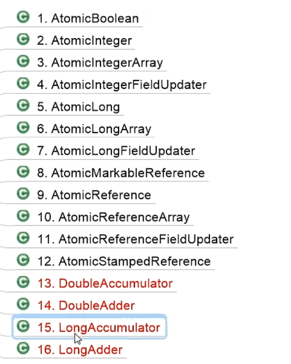 1. AtomicBoolean
2. AtomicInteger
3. AtomicIntegerArray
4. AtomicIntegerFieldUpdater
5. AtomicLong
6. AtomicLongArray
7. AtomicLongFieldUpdater
8. AtomicMarkableReference
9. AtomicReference
10. AtomicReferenceArray
11. AtomicReferenceFieldUpdater
12. AtomicStampedReference
13. DoubleAccumulator
14. DoubleAdder
15. LongAccumulator
16. LongAdder